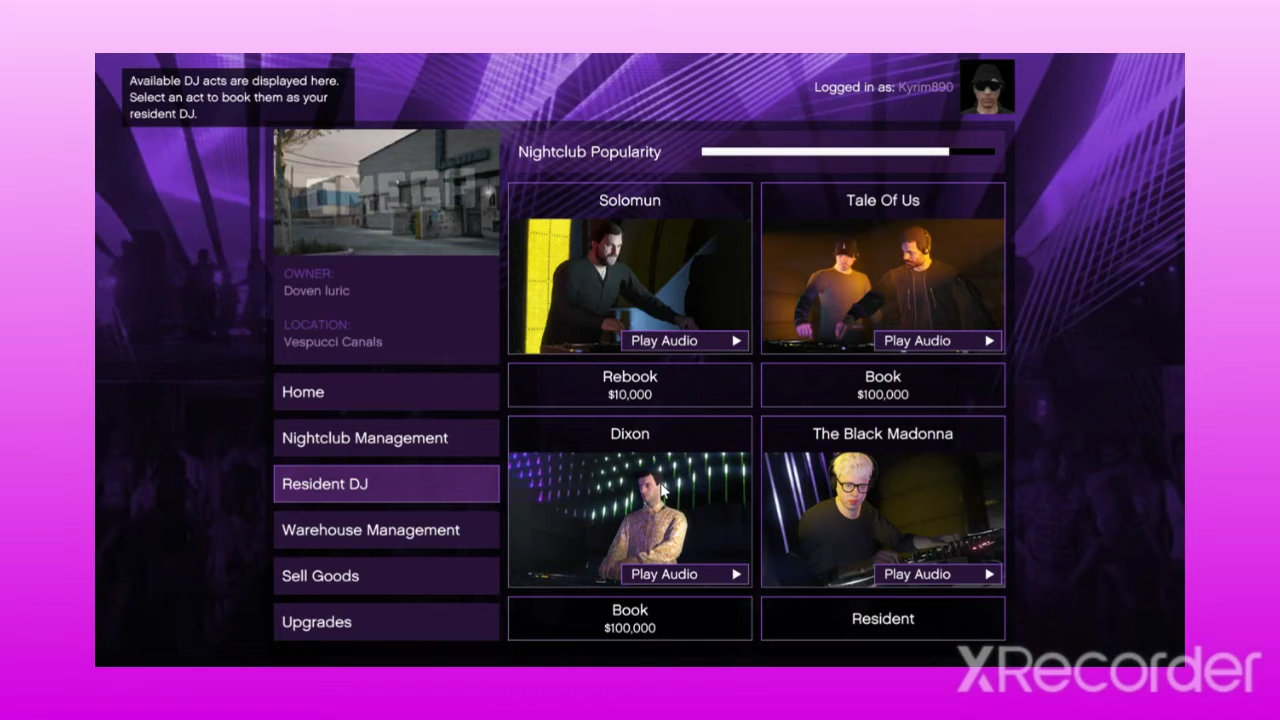 Available DJ acts are displayed here.
Select an act to book them as your
resident DJ.
Logged in as: Kyrim890
OMEGA
Nightclub Popularity
OWNER:
Doven luric
LOCATION:
Vespucci Canals
Home
Nightclub Management
Resident DJ
Warehouse Management
Sell Goods
Upgrades
Solomun
Play Audio
Rebook
$10,000
Tale Of Us
Play Audio
Book
$100,000
Dixon
Play Audio
Book
$100,000
The Black Madonna
Play Audio
Resident
XRecorder